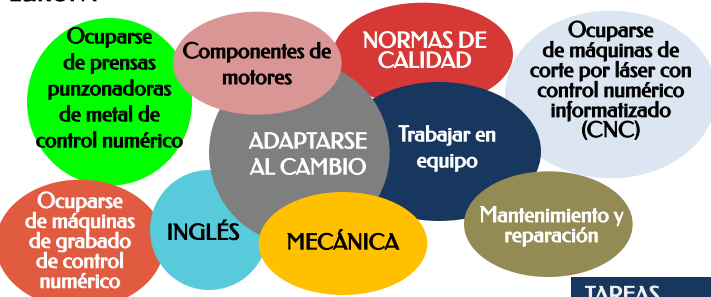 Ocuparse
de prensas
punzonadoras
de metal de
control numérico
Componentes de
motores
NORMAS DE
CALIDAD
Ocuparse
de máquinas de
corte por láser con
control numérico
informatizado
(CNC)
ADAPTARSE
AL CAMBIO
Trabajar en
equipo
Ocuparse
de máquinas
de grabado
de control
numérico
INGLÉS
MECÁNICA
Mantenimiento y
reparación
TAREAS